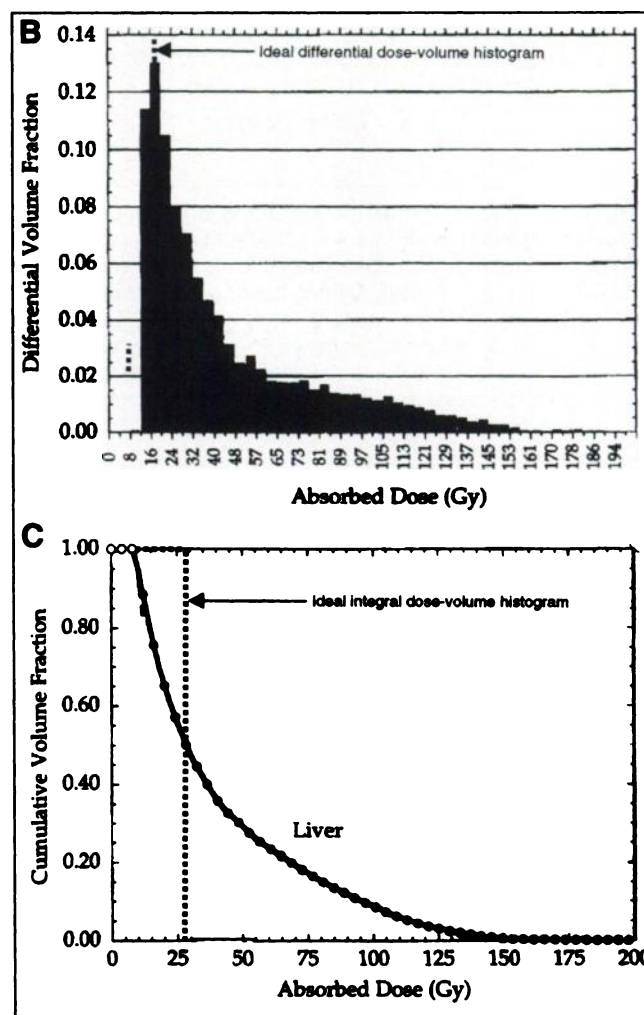 B
0.14
0.12
0.10
0.08
0.06
0.04
0.02
0.00
Differential Volume Fraction
Ideal differential dose-volume histogram
0 8 16 24 32 40 48 57 65 73 81 89 97 105 113 121 129 137 145 153 161 170 178 186 194
Absorbed Dose (Gy)
C
1.00
0.80
0.60
0.40
0.20
0.00
Cumulative Volume Fraction
Ideal integral dose-volume histogram
Liver
0 25 50 75 100 125 150 175 200
Absorbed Dose (Gy)